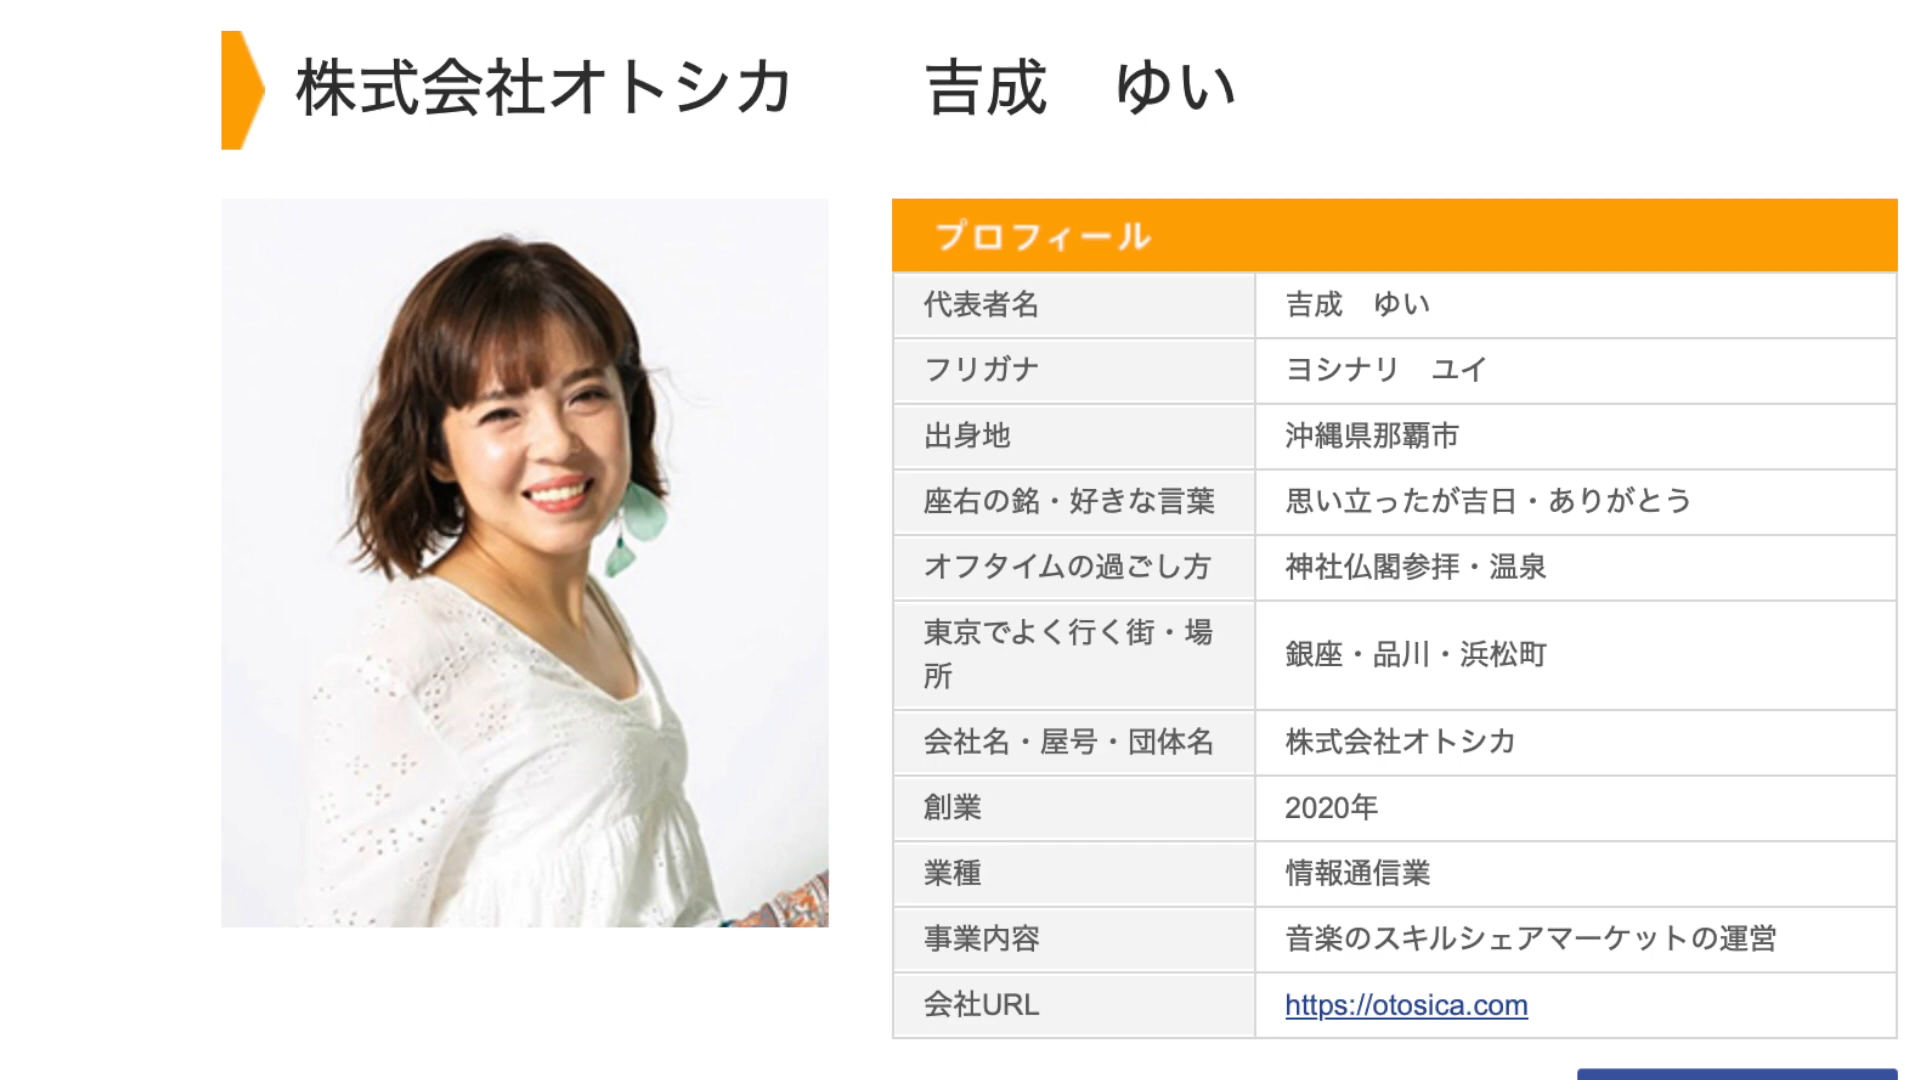 株式会社オトシカ　　吉成　ゆい
プロフィール
代表者名　吉成　ゆい
フリガナ　ヨシナリ　ユイ
出身地　沖縄県那覇市
座右の銘・好きな言葉　思い立ったが吉日・ありがとう
オフタイムの過ごし方　神社仏閣参拝・温泉
東京でよく行く街・場
所
銀座・品川・浜松町
会社名・屋号・団体名　株式会社オトシカ
創業　2020年
業種　情報通信業
事業内容　音楽のスキルシェアマーケットの運営
会社URL　https://otosica.com